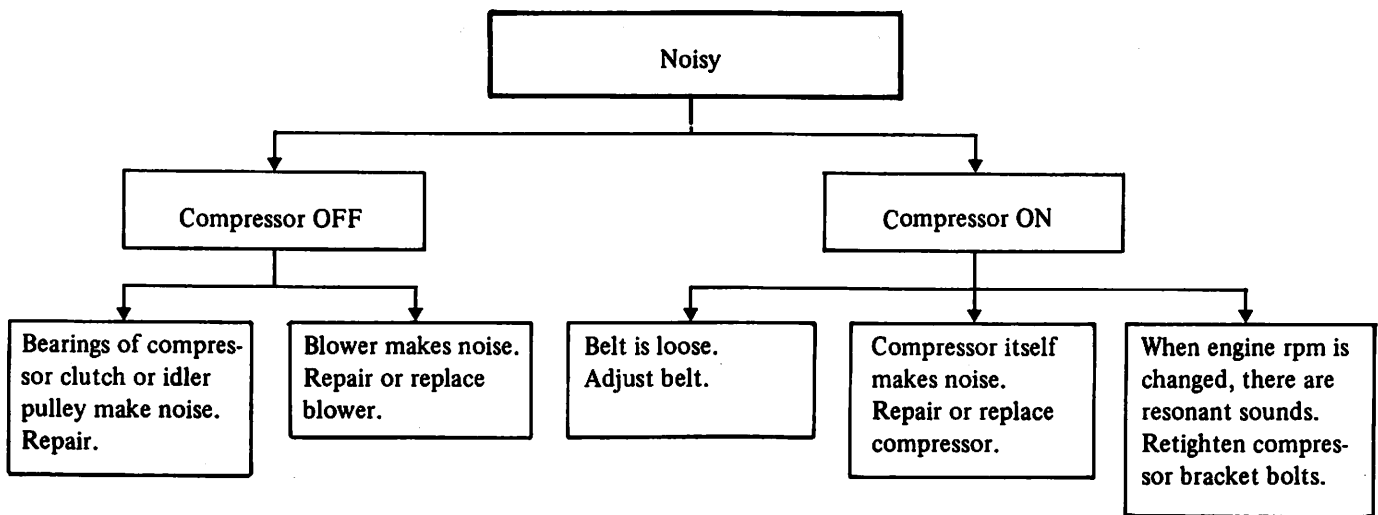 Noisy
Compressor OFF
Compressor ON
Bearings of compres-
sor clutch or idler
pulley make noise.
Repair.
Blower makes noise.
Repair or replace
blower.
Belt is loose.
Adjust belt.
Compressor itself
makes noise.
Repair or replace
compressor.
When engine rpm is
changed, there are
resonant sounds.
Retighten compres-
sor bracket bolts.